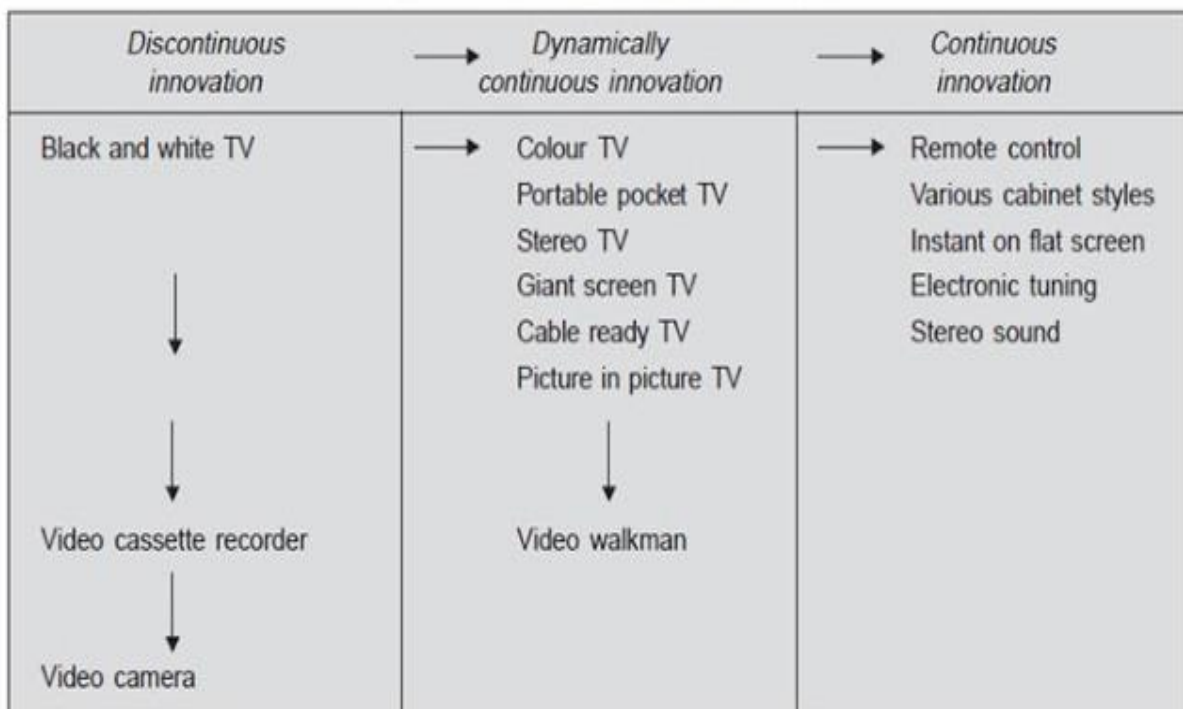 Discontinuous
innovation
Dynamically
continuous innovation
Continuous
innovation
Black and white TV
Colour TV
Remote control
Portable pocket TV
Various cabinet styles
Stereo TV
Instant on flat screen
Giant screen TV
Electronic tuning
Cable ready TV
Stereo sound
Picture in picture TV
Video cassette recorder
Video walkman
Video camera